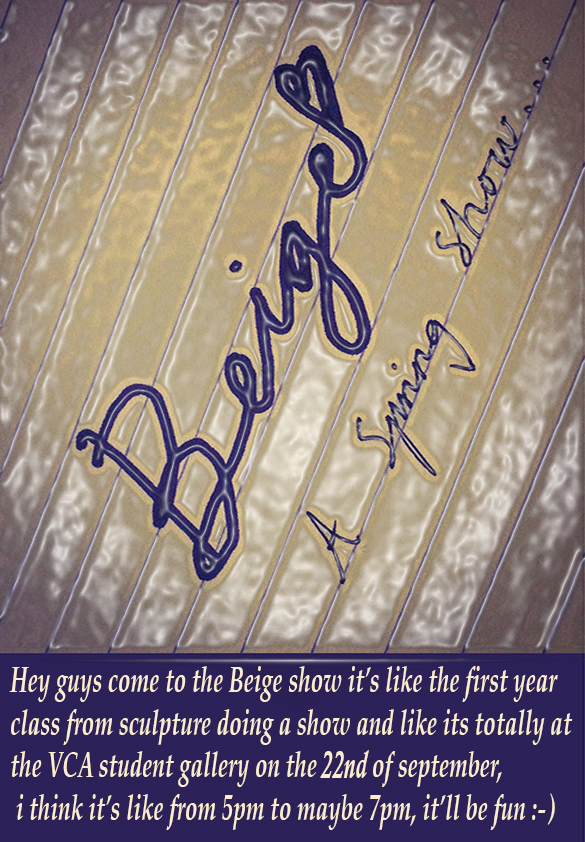 Beige
A spring show....
Hey guys come to the Beige show it's like the first year
class from sculpture doing a show and like its totally at
the VCA student gallery on the 22nd of september,
i think it's like from 5pm to maybe 7pm, it'll be fun :-)